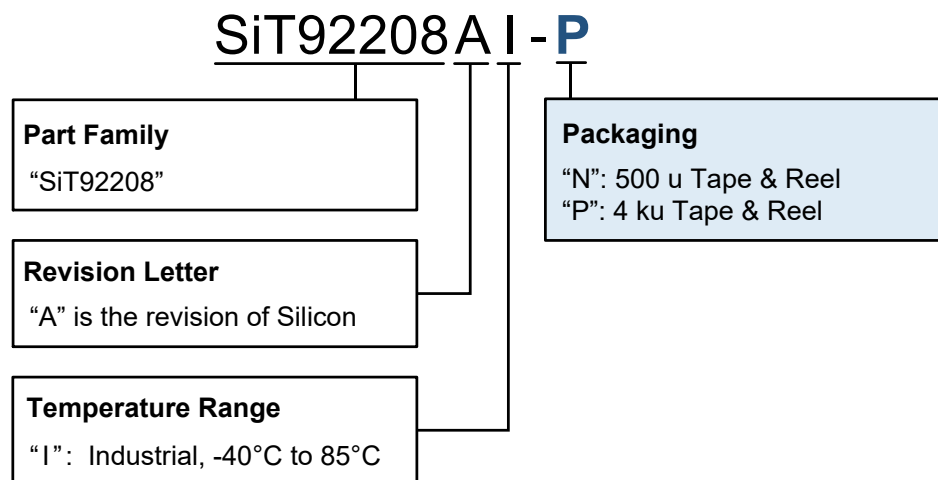 SiT92208AI-P
Part Family
“SiT92208”
Packaging
“N”: 500 u Tape & Reel
“P”: 4 ku Tape & Reel
Revision Letter
“A” is the revision of Silicon
Temperature Range
“I”: Industrial, -40°C to 85°C